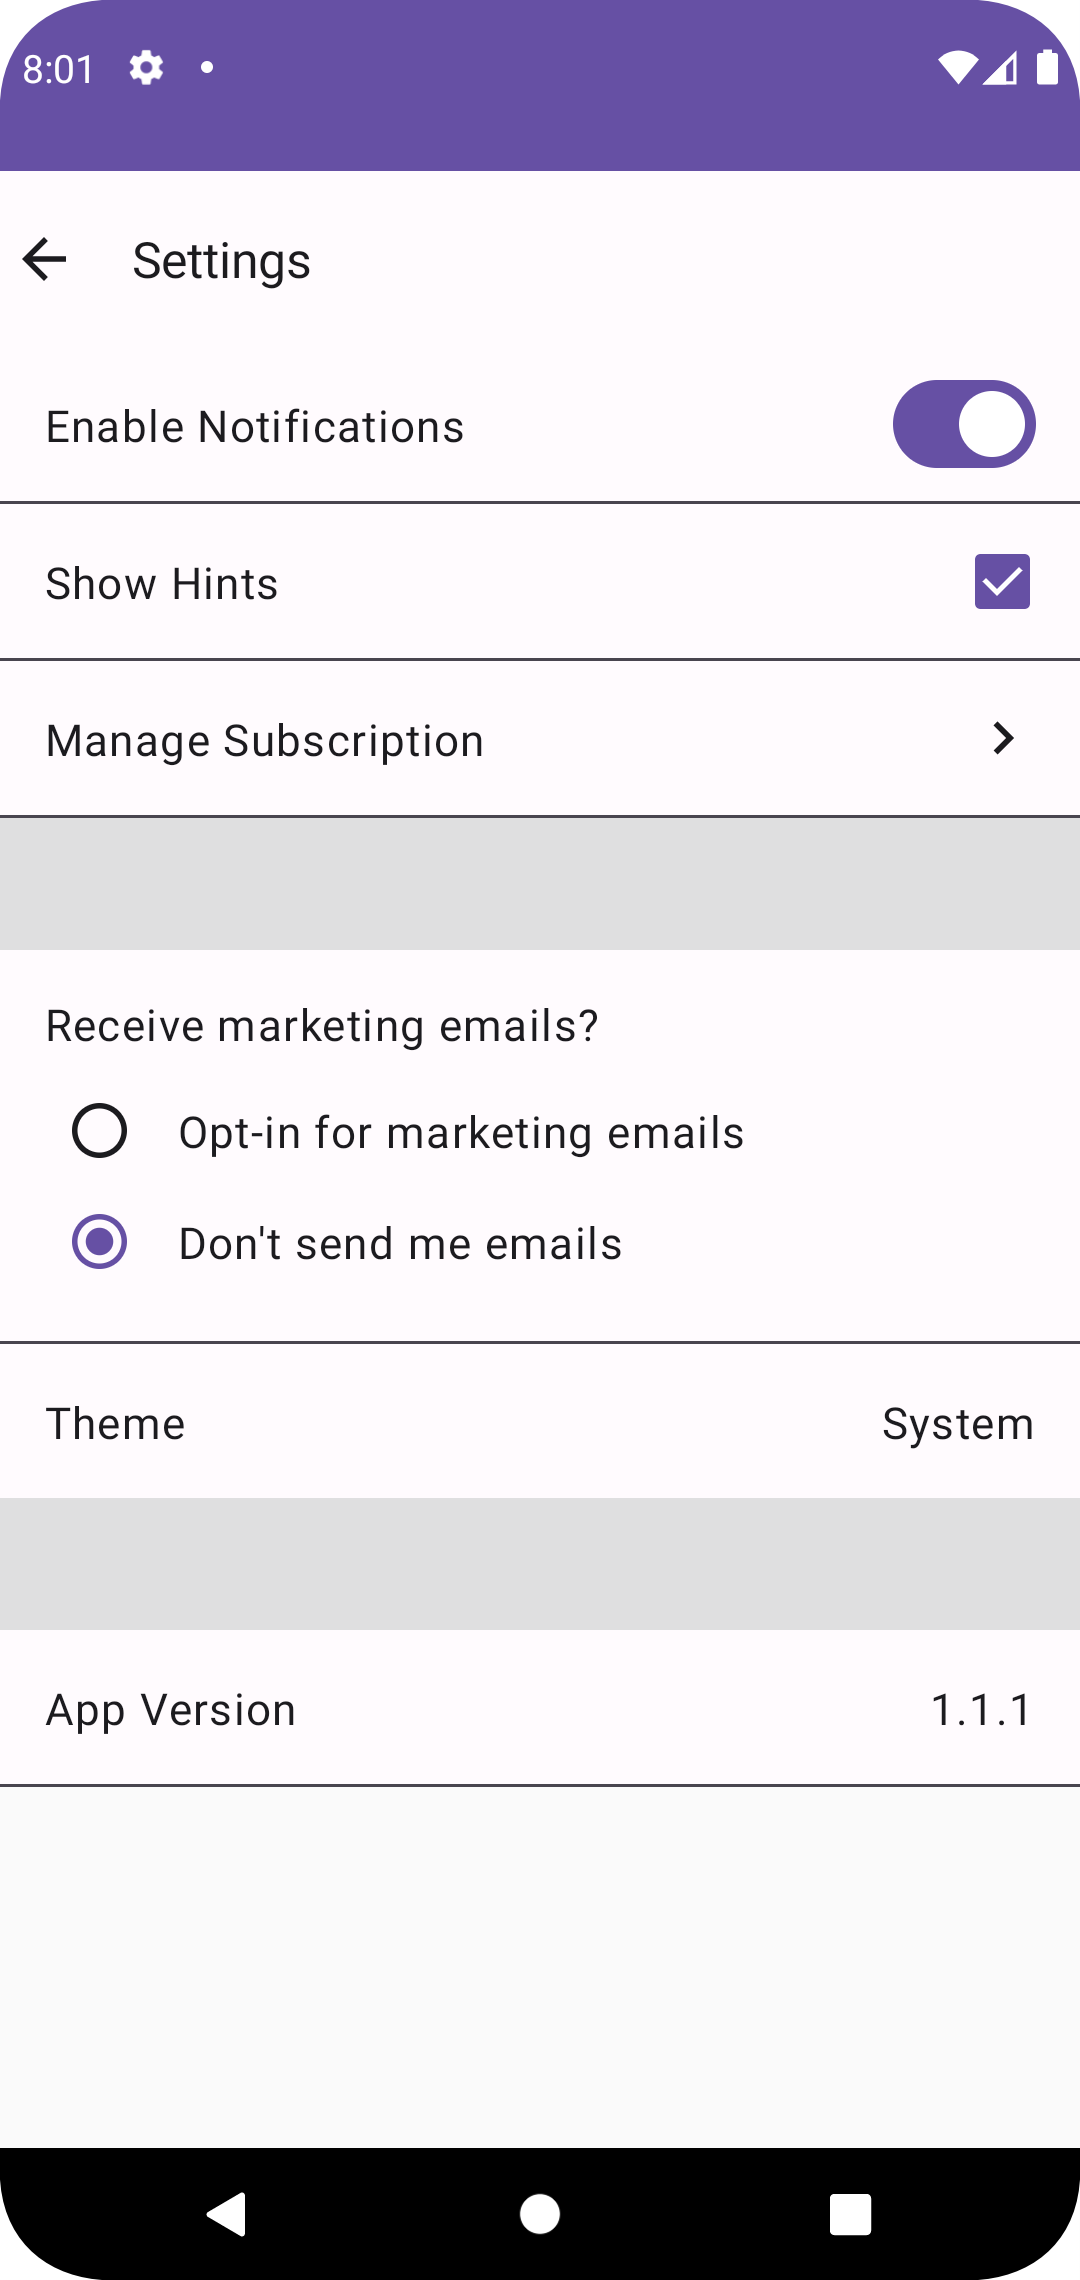 8:01
Settings
Enable Notifications
Show Hints
Manage Subscription
Receive marketing emails?
Opt-in for marketing emails
Don't send me emails
Theme System
App Version 1.1.1